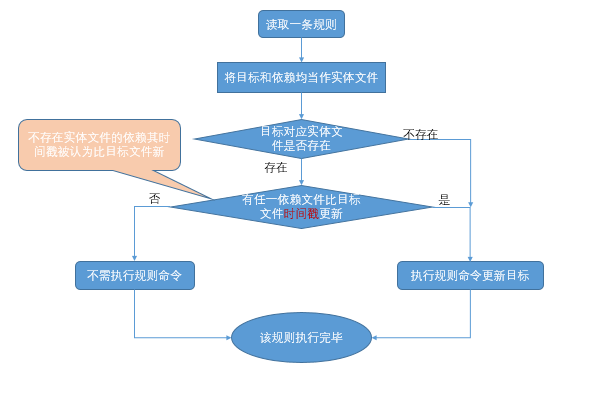 读取一条规则
将目标和依赖均当作实体文件
目标对应实体文
件是否存在
不存在
不存在实体文件的依赖其时
间戳被认为比目标文件新
存在
否
有任一依赖文件比目标
文件时间戳更新
是
不需执行规则命令
执行规则命令更新目标
该规则执行完毕